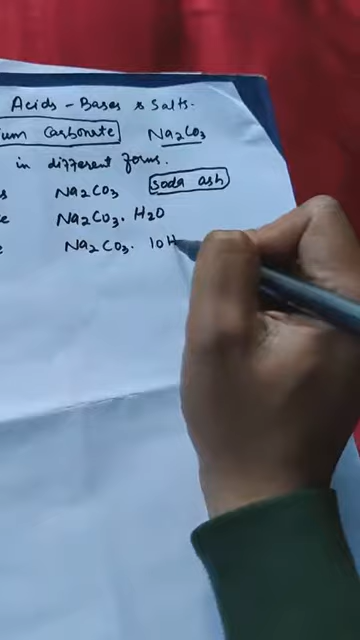 Acids - Bases & Salts.
um Carbonate Na2CO3
in different forms.
s Na2CO3 soda ash
e Na2CO3. H2O
e Na2CO3. 10H